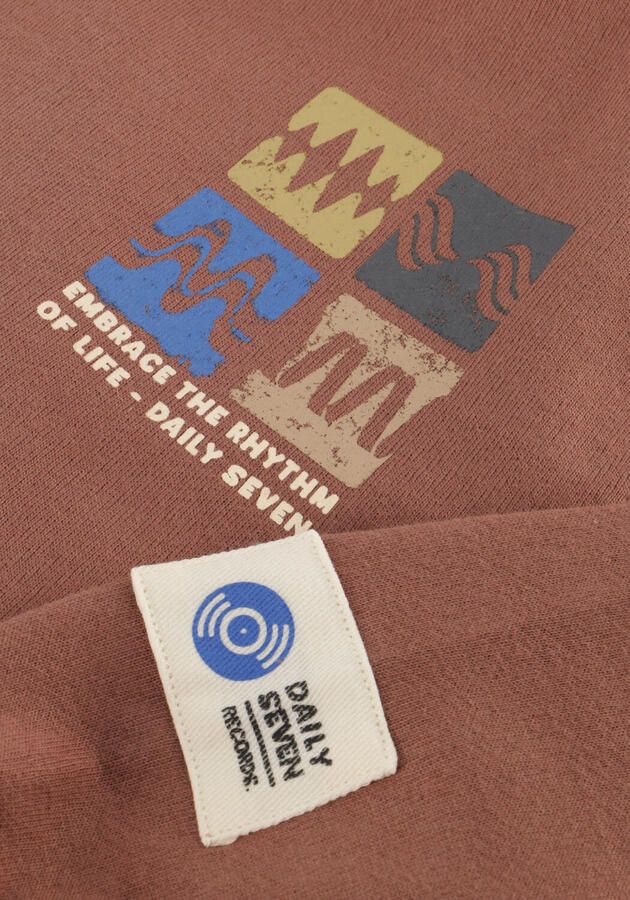 EMBRACE THE RHYTHM
OF LIFE - DAILY SEVEN
DAILY
SEVEN
RECORDS.